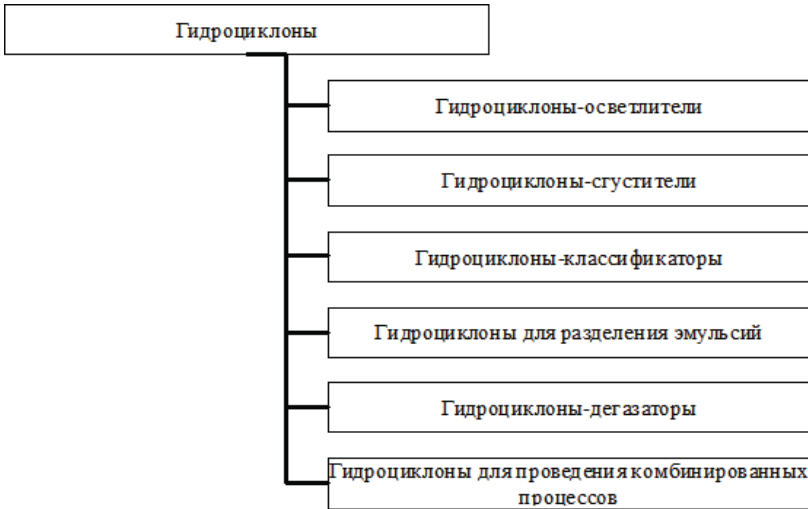 Гидроциклоны
Гидроциклоны-осветлители
Гидроциклоны-сгустители
Гидроциклоны-классификаторы
Гидроциклоны для разделения эмульсий
Гидроциклоны-дегазаторы
Гидроциклоны для проведения комбинированных
процессов